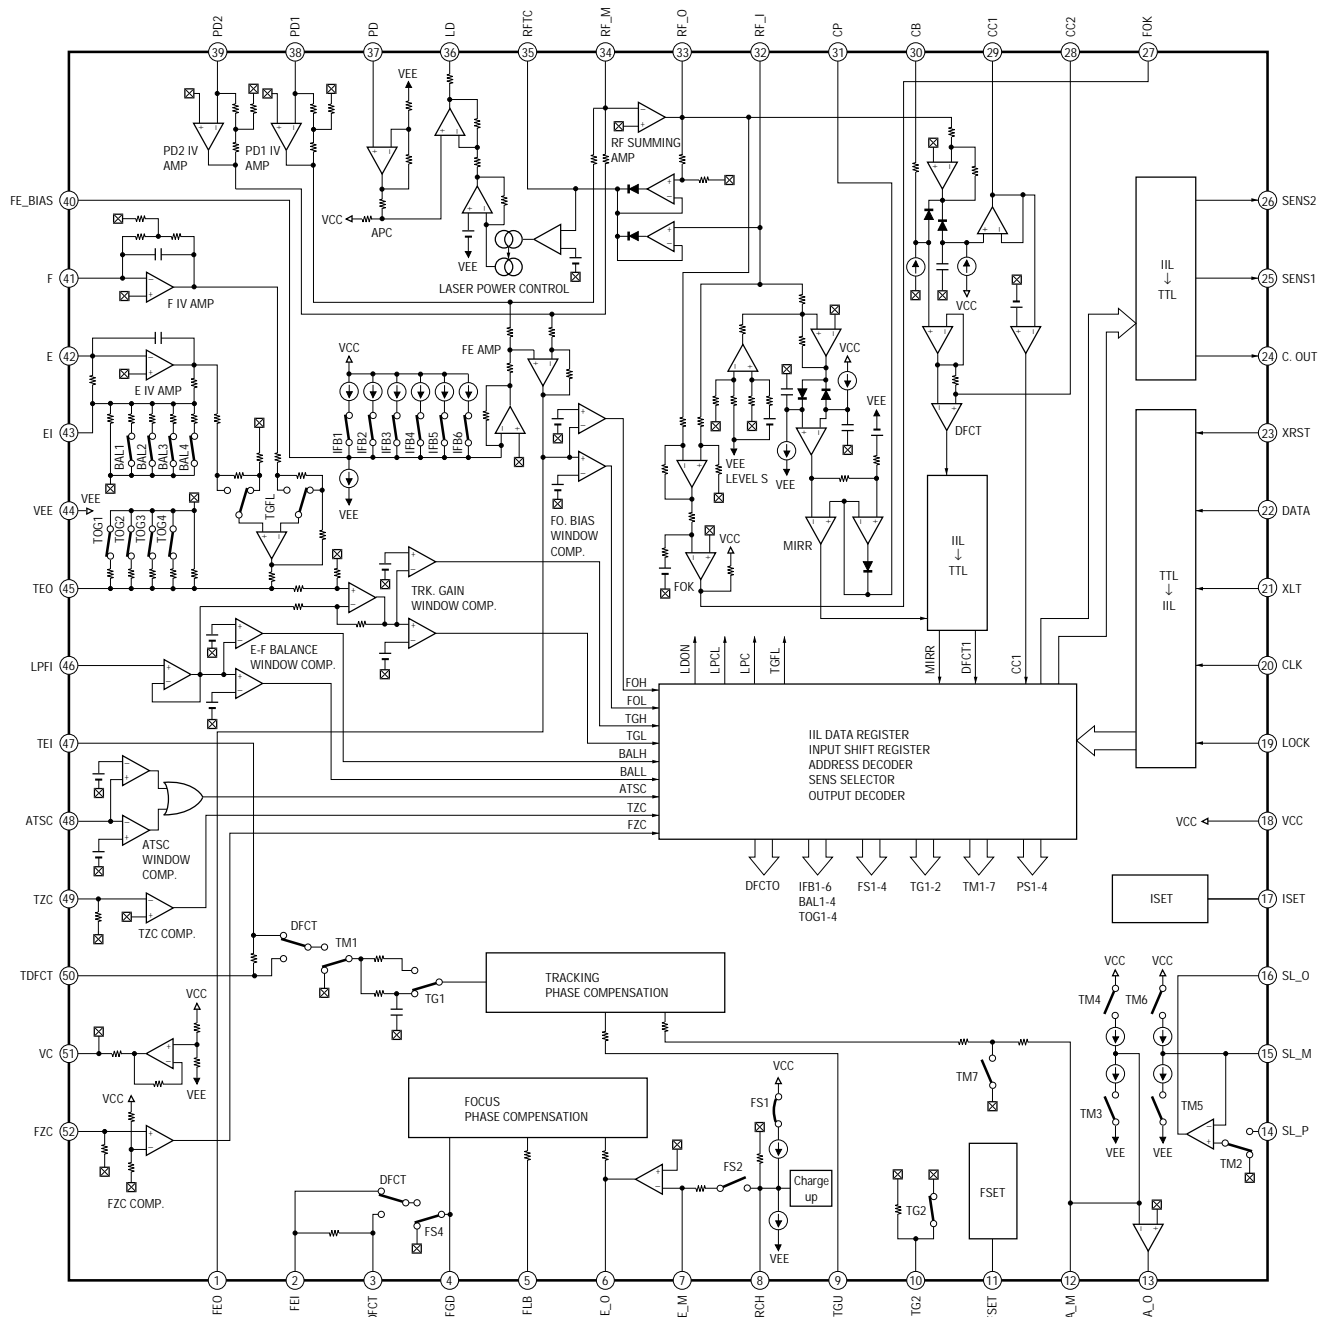 PD2
PD1
PD
LD
RFTC
RF_M
RF_O
RF_I
CP
CB
CC1
CC2
FOK
39
38
37
36
35
34
33
32
31
30
29
28
27
VEE
PD2 IV
AMP
PD1 IV
AMP
RF SUMMING
AMP
FE_BIAS 40
VCC
APC
VEE
LASER POWER CONTROL
26 SENS2
IIL
↓
TTL
25 SENS1
24 C. OUT
F 41
F IV AMP
VCC
E 42
E IV AMP
EI 43
BAL1
BAL2
BAL3
BAL4
VCC
FE AMP
IFB1
IFB2
IFB3
IFB4
IFB5
IFB6
VEE
FO. BIAS
WINDOW
COMP.
VCC
VEE
VEE
LEVEL S
VEE
DFCT
MIRR
FOK
VCC
IIL
↓
TTL
TTL
↓
IIL
23 XRST
22 DATA
21 XLT
20 CLK
19 LOCK
VEE 44
VEE
TOG1
TOG2
TOG3
TOG4
TGFL
TEO 45
TRK. GAIN
WINDOW COMP.
LPFI 46
E-F BALANCE
WINDOW COMP.
TEI 47
LDON
LPCL
LPC
TGFL
MIRR
DFCT1
CC1
FOH
FOL
TGH
TGL
BALH
BALL
ATSC
TZC
FZC
IIL DATA REGISTER
INPUT SHIFT REGISTER
ADDRESS DECODER
SENS SELECTOR
OUTPUT DECODER
ATSC 48
ATSC
WINDOW
COMP.
VCC
18 VCC
DFCTO
IFB1-6
BAL1-4
TOG1-4
FS1-4
TG1-2
TM1-7
PS1-4
TZC 49
TZC COMP.
ISET
17 ISET
TDFCT 50
DFCT
TM1
TG1
TRACKING
PHASE COMPENSATION
VCC
VCC
TM4
TM6
16 SL_O
VC 51
VCC
VEE
TM7
15 SL_M
TM3
TM5
VEE
VEE
14 SL_P
TM2
FZC 52
VCC
FZC COMP.
FOCUS
PHASE COMPENSATION
VCC
FS1
FS2
Charge
up
VEE
DFCT
FS4
TG2
FSET
1
2
3
4
5
6
7
8
9
10
11
12
13
FEO
FEI
DFCT
FGD
FLB
E_O
E_M
RCH
TGU
TG2
SET
A_M
A_O